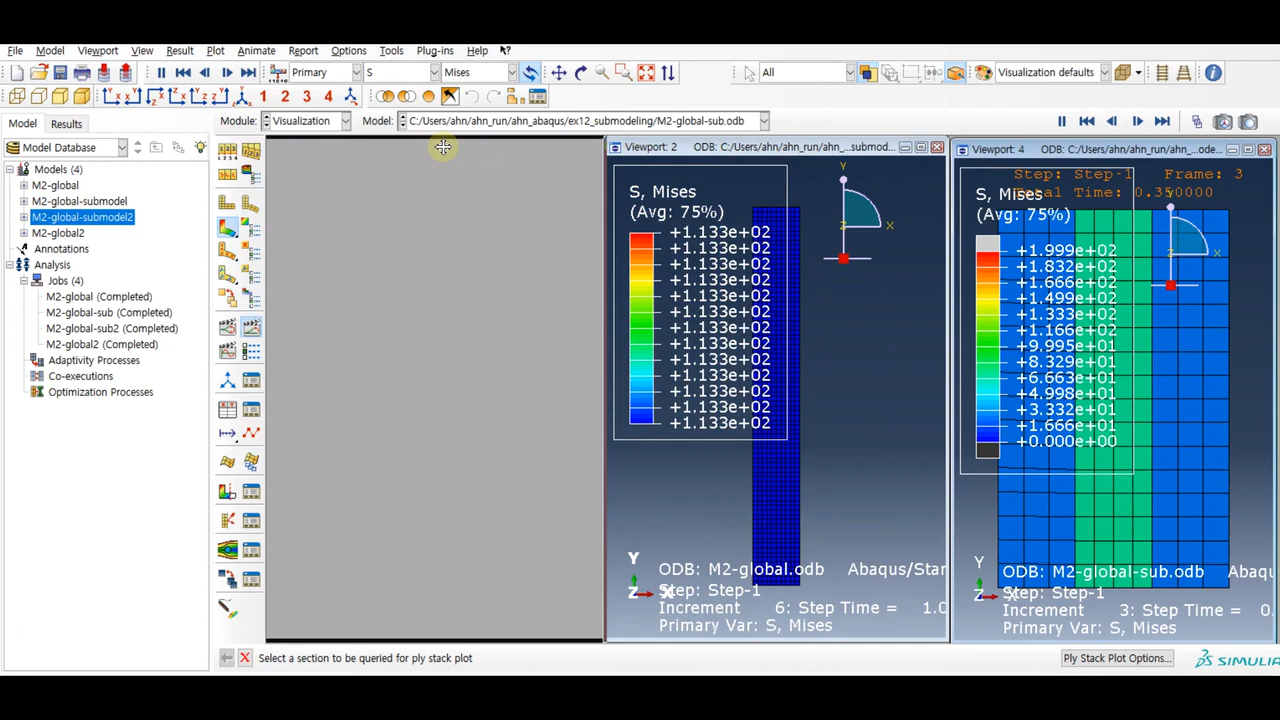 File Model Viewport View Result Plot Animate Report Options Tools Plug-ins Help
Primary S Mises All Visualization defaults
1 2 3 4
Model Results Module: Visualization Model: C:/Users/ahn/ahn_run/ahn_abaqus/ex12_submodeling/M2-global-sub.odb
Model Database
Models (4)
M2-global
M2-global-submodel
M2-global-submodel2
M2-global2
Annotations
Analysis
Jobs (4)
M2-global (Completed)
M2-global-sub (Completed)
M2-global-sub2 (Completed)
M2-global2 (Completed)
Adaptivity Processes
Co-executions
Optimization Processes
Viewport: 2 ODB: C:/Users/ahn/ahn_run/ahn_...submod...
S, Mises
(Avg: 75%)
+1.133e+02
+1.133e+02
+1.133e+02
+1.133e+02
+1.133e+02
+1.133e+02
+1.133e+02
+1.133e+02
+1.133e+02
+1.133e+02
+1.133e+02
+1.133e+02
+1.133e+02
Y
X
Z
Y
Z
ODB: M2-global.odb Abaqus/Star
Step: Step-1
Increment 6: Step Time = 1.0
Primary Var: S, Mises
Viewport: 4 ODB: C:/Users/ahn/ahn_run/ahn_...ode...
Step: Step-1 Frame: 3
Total Time: 0.350000
S, Mises
(Avg: 75%)
+1.999e+02
+1.832e+02
+1.666e+02
+1.499e+02
+1.333e+02
+1.166e+02
+9.995e+01
+8.329e+01
+6.663e+01
+4.998e+01
+3.332e+01
+1.666e+01
+0.000e+00
Y
X
Z
Y
Z
ODB: M2-global-sub.odb Abaqu
Step: Step-1
Increment 3: Step Time = 0.
Primary Var: S, Mises
Select a section to be queried for ply stack plot
Ply Stack Plot Options...
SIMULIA